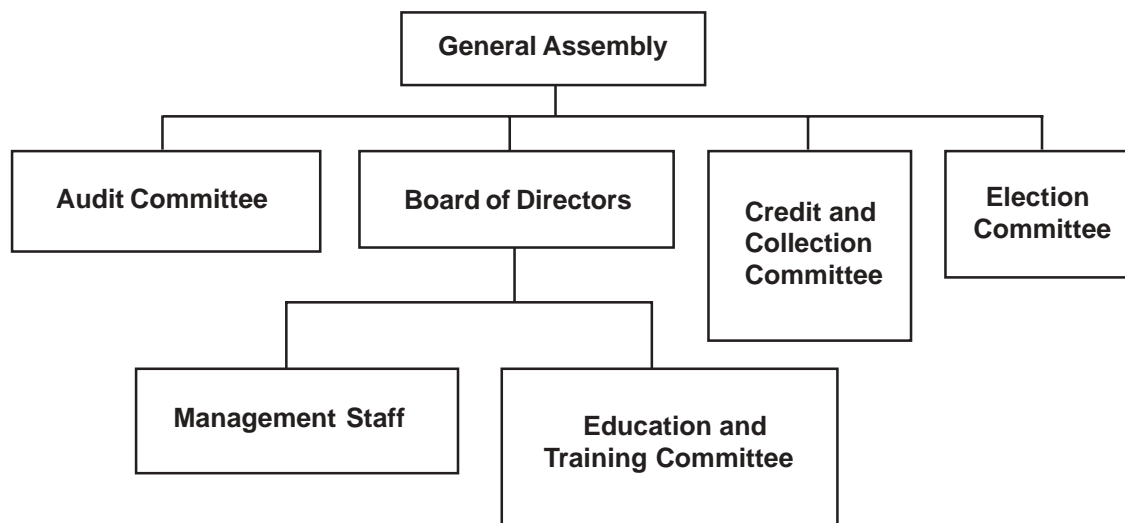 General Assembly
Audit Committee
Board of Directors
Credit and
Collection
Committee
Election
Committee
Management Staff
Education and
Training Committee